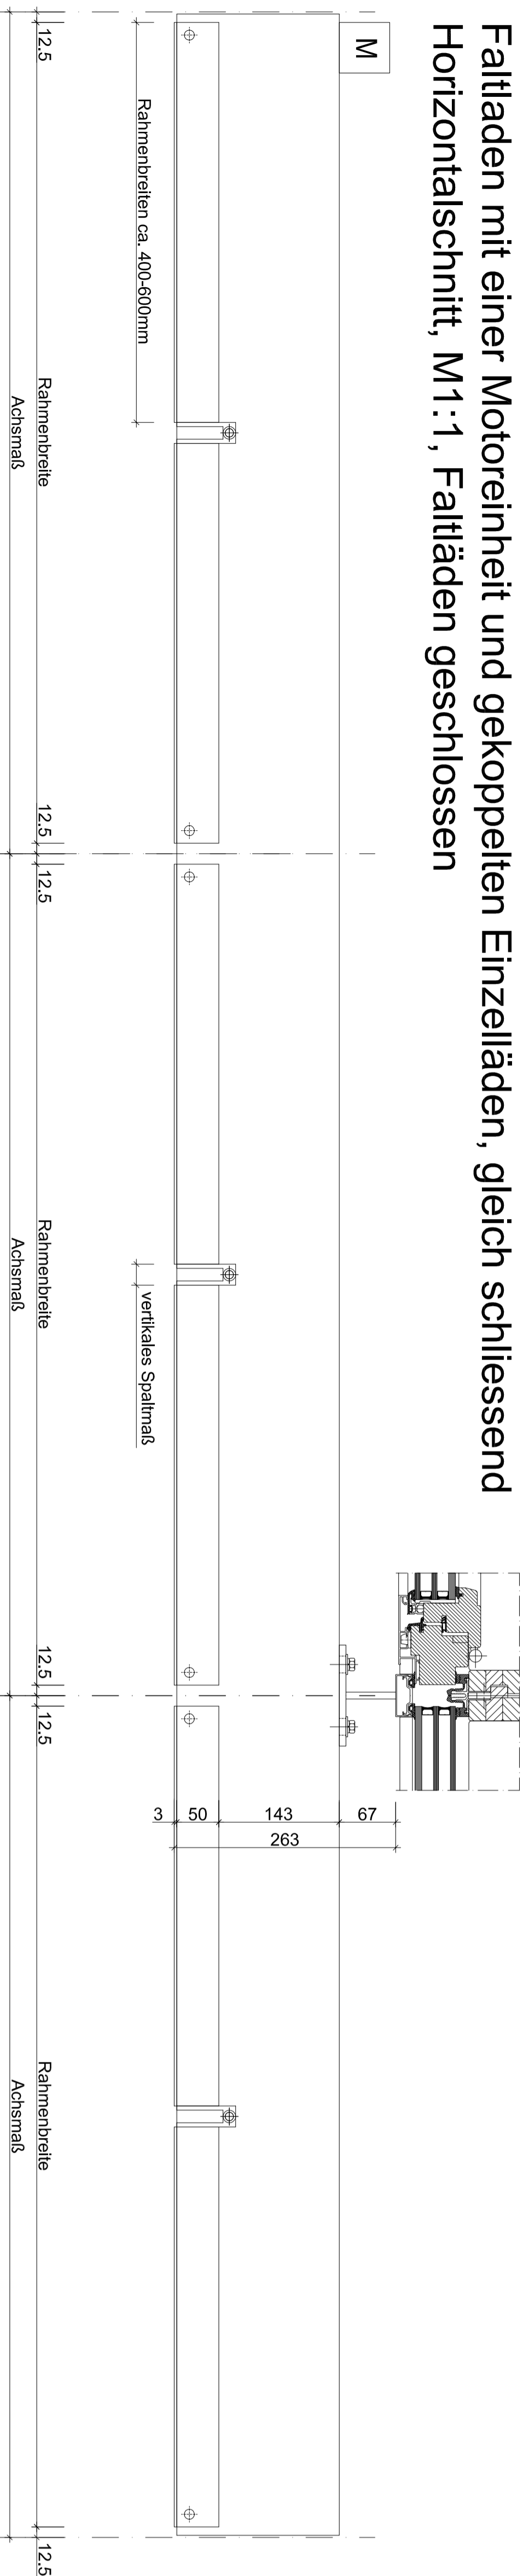 Faltladen mit einer Motoreinheit und gekoppelten Einzelläden, gleich schliessend
Horizontalschnitt, M1:1, Faltläden geschlossen
M
67
143
50
3
263
Rahmenbreiten ca. 400-600mm
vertikales Spaltmaß
12.5
Rahmenbreite
12.5
12.5
Rahmenbreite
12.5
12.5
Rahmenbreite
12.5
Achsmaß
Achsmaß
Achsmaß